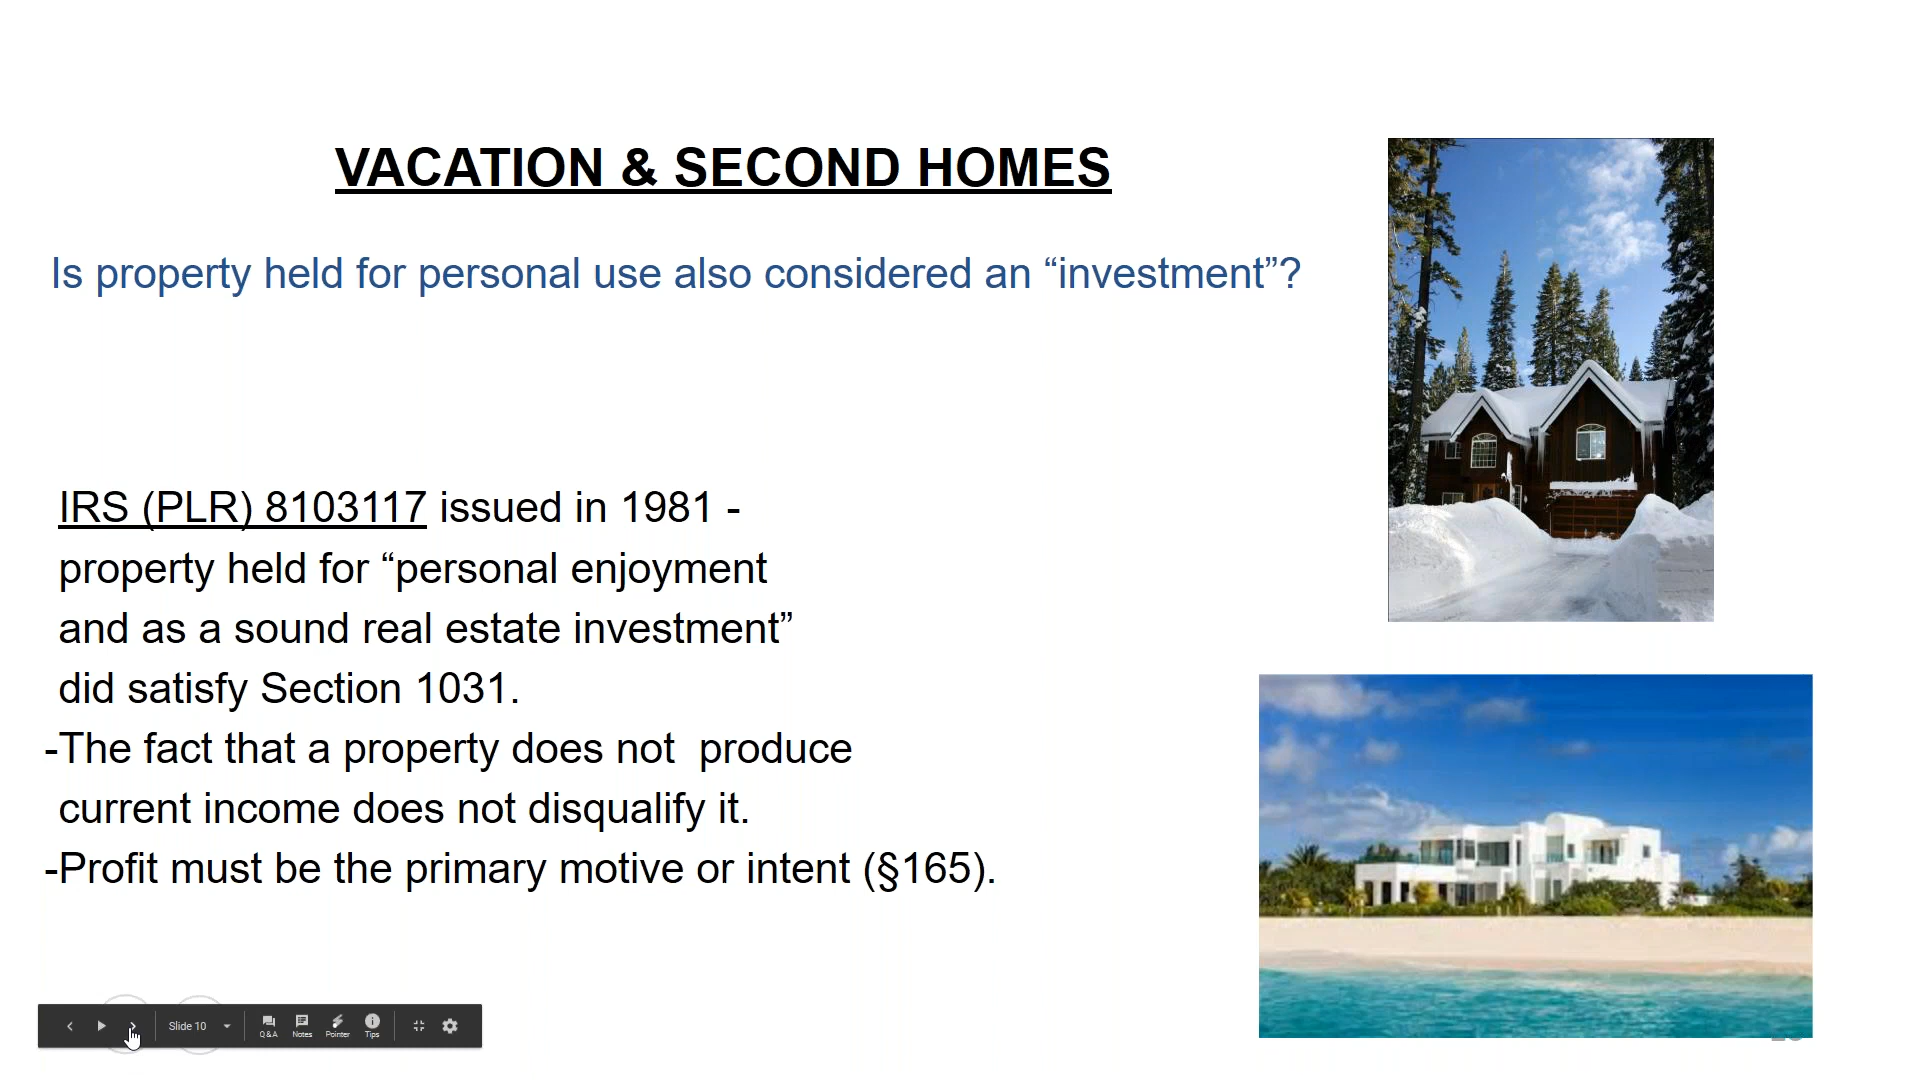 VACATION & SECOND HOMES
Is property held for personal use also considered an “investment”?
IRS (PLR) 8103117 issued in 1981 -
property held for “personal enjoyment
and as a sound real estate investment”
did satisfy Section 1031.
-The fact that a property does not  produce
current income does not disqualify it.
-Profit must be the primary motive or intent (§165).
Slide 10
Q&A Notes Pointer Tips